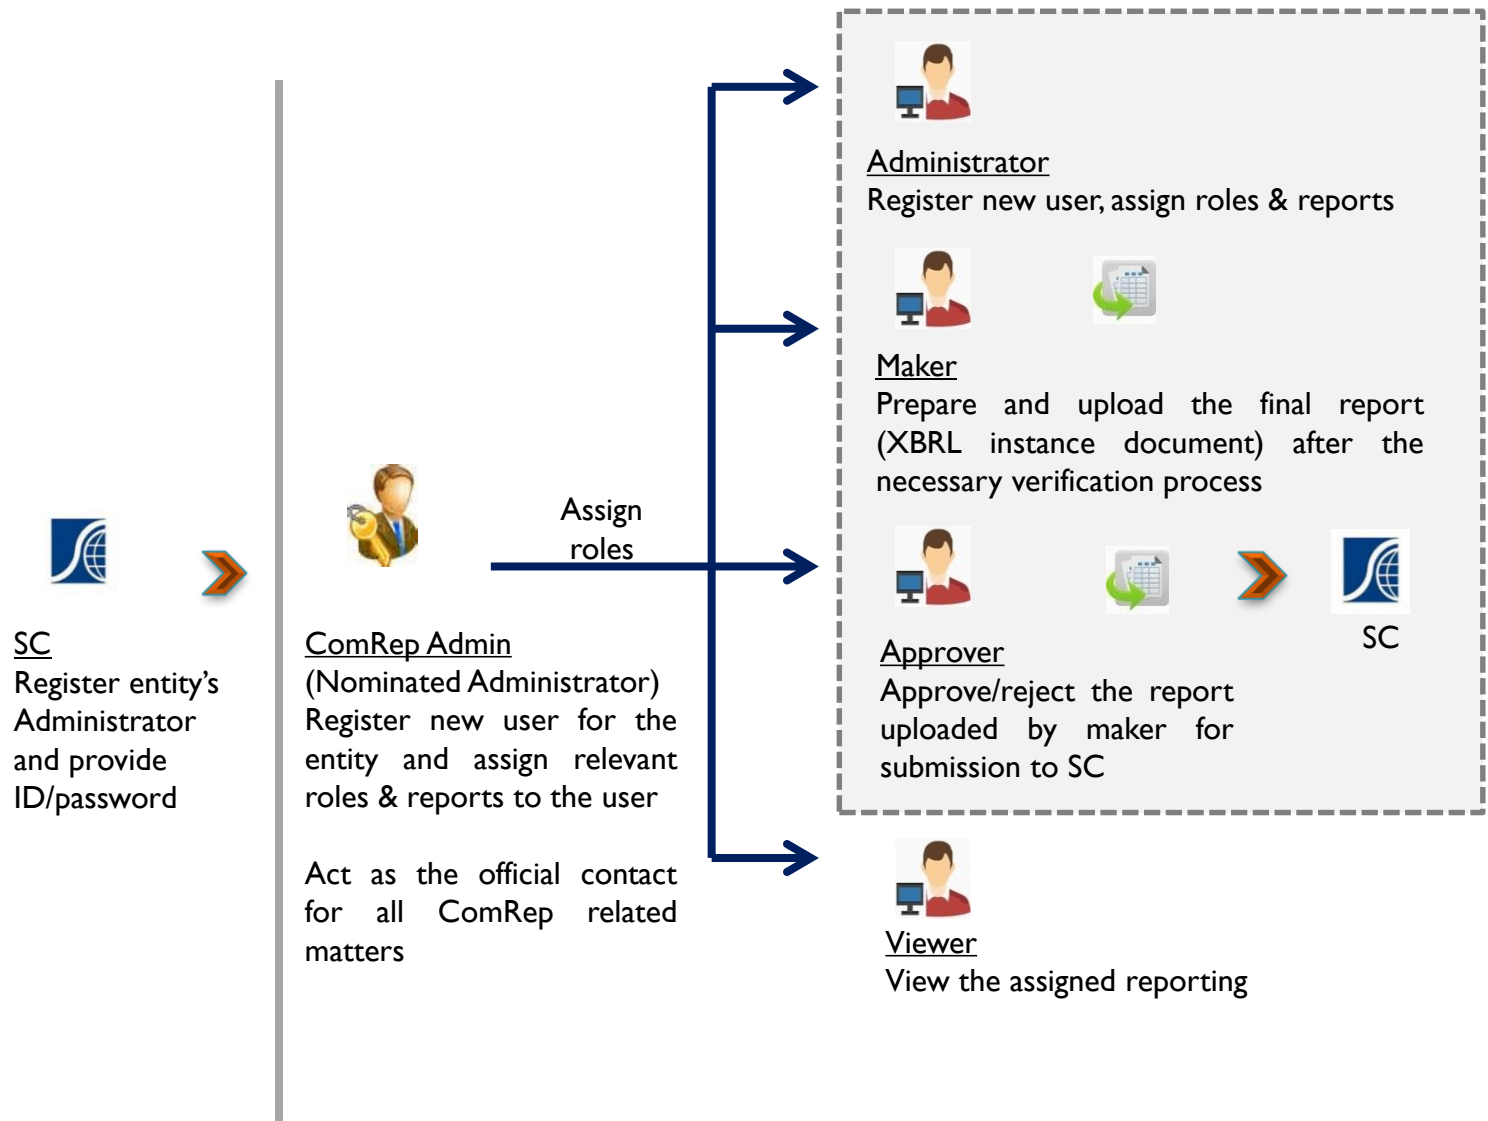 SC
Register entity's
Administrator
and provide
ID/password
ComRep Admin
(Nominated Administrator)
Register new user for the
entity and assign relevant
roles & reports to the user
Act as the official contact
for all ComRep related
matters
Assign
roles
Administrator
Register new user, assign roles & reports
Maker
Prepare and upload the final report
(XBRL instance document) after the
necessary verification process
Approver
Approve/reject the report
uploaded by maker for
submission to SC
SC
Viewer
View the assigned reporting